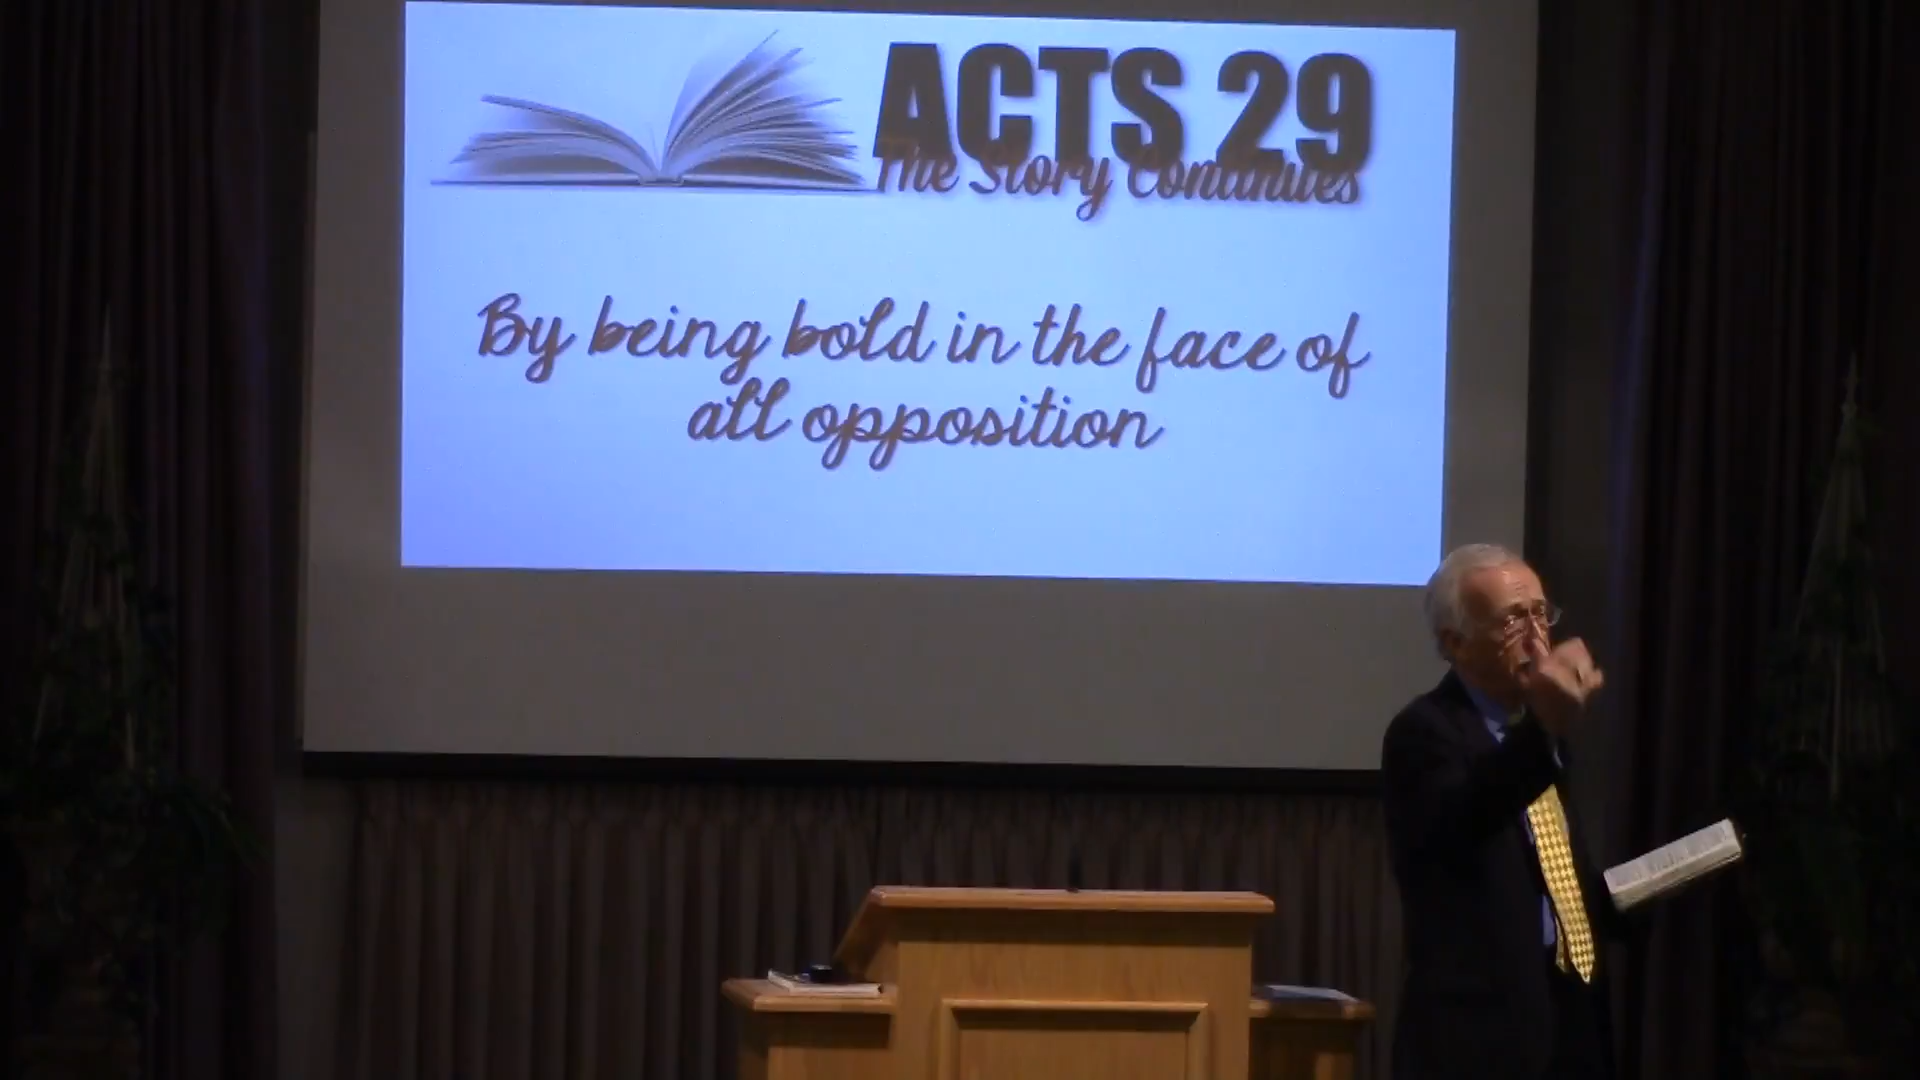 ACTS 29
The Story Continues
By being bold in the face of
all opposition